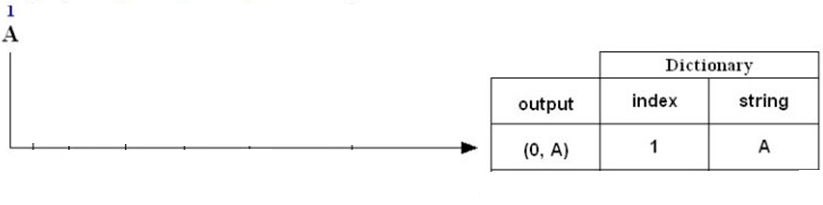 1
A
Dictionary
output index string
(0, A) 1 A